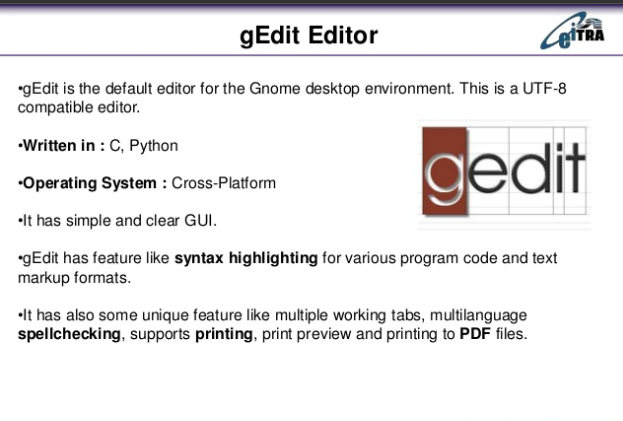 gEdit Editor
eiTRA
•gEdit is the default editor for the Gnome desktop environment. This is a UTF-8
compatible editor.
•Written in : C, Python
gedit
•Operating System : Cross-Platform
•It has simple and clear GUI.
•gEdit has feature like syntax highlighting for various program code and text
markup formats.
•It has also some unique feature like multiple working tabs, multilanguage
spellchecking, supports printing, print preview and printing to PDF files.